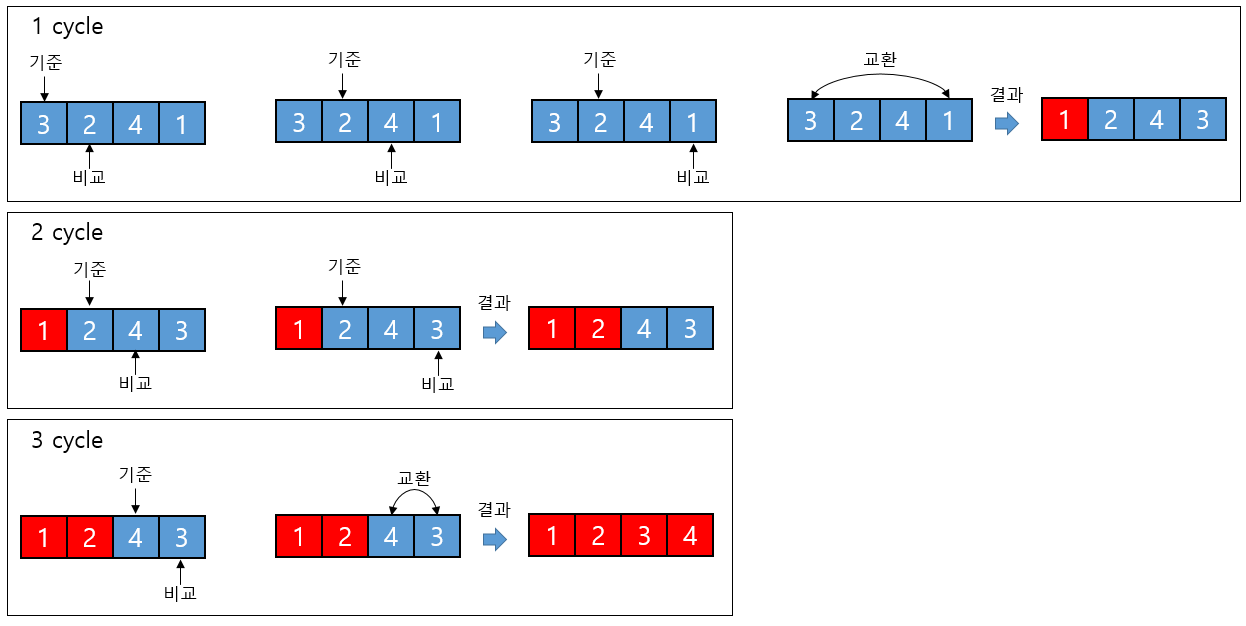 1 cycle
기준 기준 기준 교환
결과
3 2 4 1 3 2 4 1 3 2 4 1 3 2 4 1 1 2 4 3
비교 비교 비교
2 cycle
기준 기준
결과
1 2 4 3 1 2 4 3 1 2 4 3
비교 비교
3 cycle
기준 교환
결과
1 2 4 3 1 2 4 3 1 2 3 4
비교